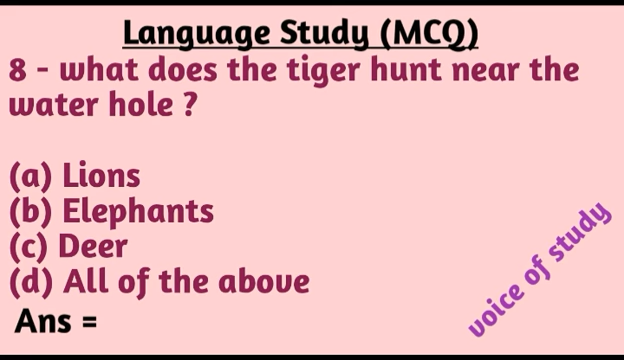 Language Study (MCQ)
8 - what does the tiger hunt near the
water hole ?
(a) Lions
(b) Elephants
(c) Deer
(d) All of the above
Ans =
voice of study